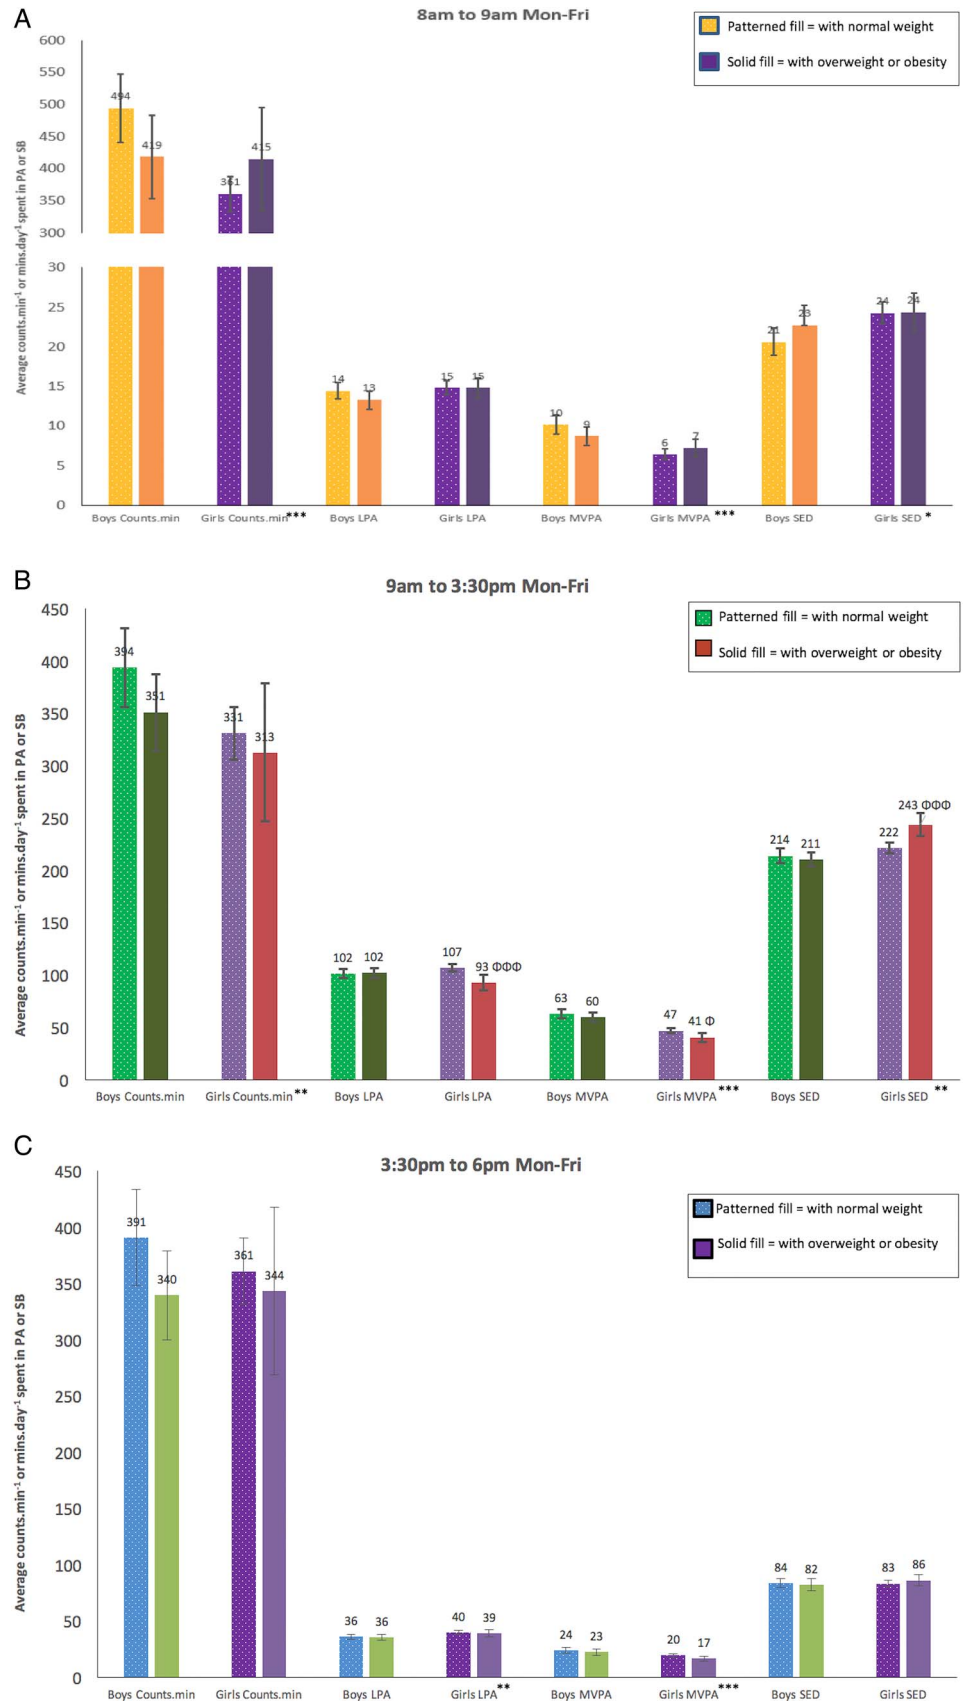 A
8am to 9am Mon-Fri
Patterned fill = with normal weight
Solid fill = with overweight or obesity
Average counts.min⁻¹ or mins.day⁻¹ spent in PA or SB
600
550
500
450
400
350
300
30
25
20
15
10
5
0
494
419
361
415
14
13
15
15
10
9
6
7
21
23
24
24
Boys Counts.min
Girls Counts.min***
Boys LPA
Girls LPA
Boys MVPA
Girls MVPA ***
Boys SED
Girls SED *
B
9am to 3:30pm Mon-Fri
Patterned fill = with normal weight
Solid fill = with overweight or obesity
Average counts.min⁻¹ or mins.day⁻¹ spent in PA or SB
450
400
350
300
250
200
150
100
50
0
394
351
331
313
102
102
107
93 ΦΦΦ
63
60
47
41 Φ
214
211
222
243 ΦΦΦ
Boys Counts.min
Girls Counts.min **
Boys LPA
Girls LPA
Boys MVPA
Girls MVPA ***
Boys SED
Girls SED **
C
3:30pm to 6pm Mon-Fri
Patterned fill = with normal weight
Solid fill = with overweight or obesity
Average counts.min⁻¹ or mins.day⁻¹ spent in PA or SB
450
400
350
300
250
200
150
100
50
0
391
340
361
344
36
36
40
39
24
23
20
17
84
82
83
86
Boys Counts.min
Girls Counts.min
Boys LPA
Girls LPA **
Boys MVPA
Girls MVPA ***
Boys SED
Girls SED